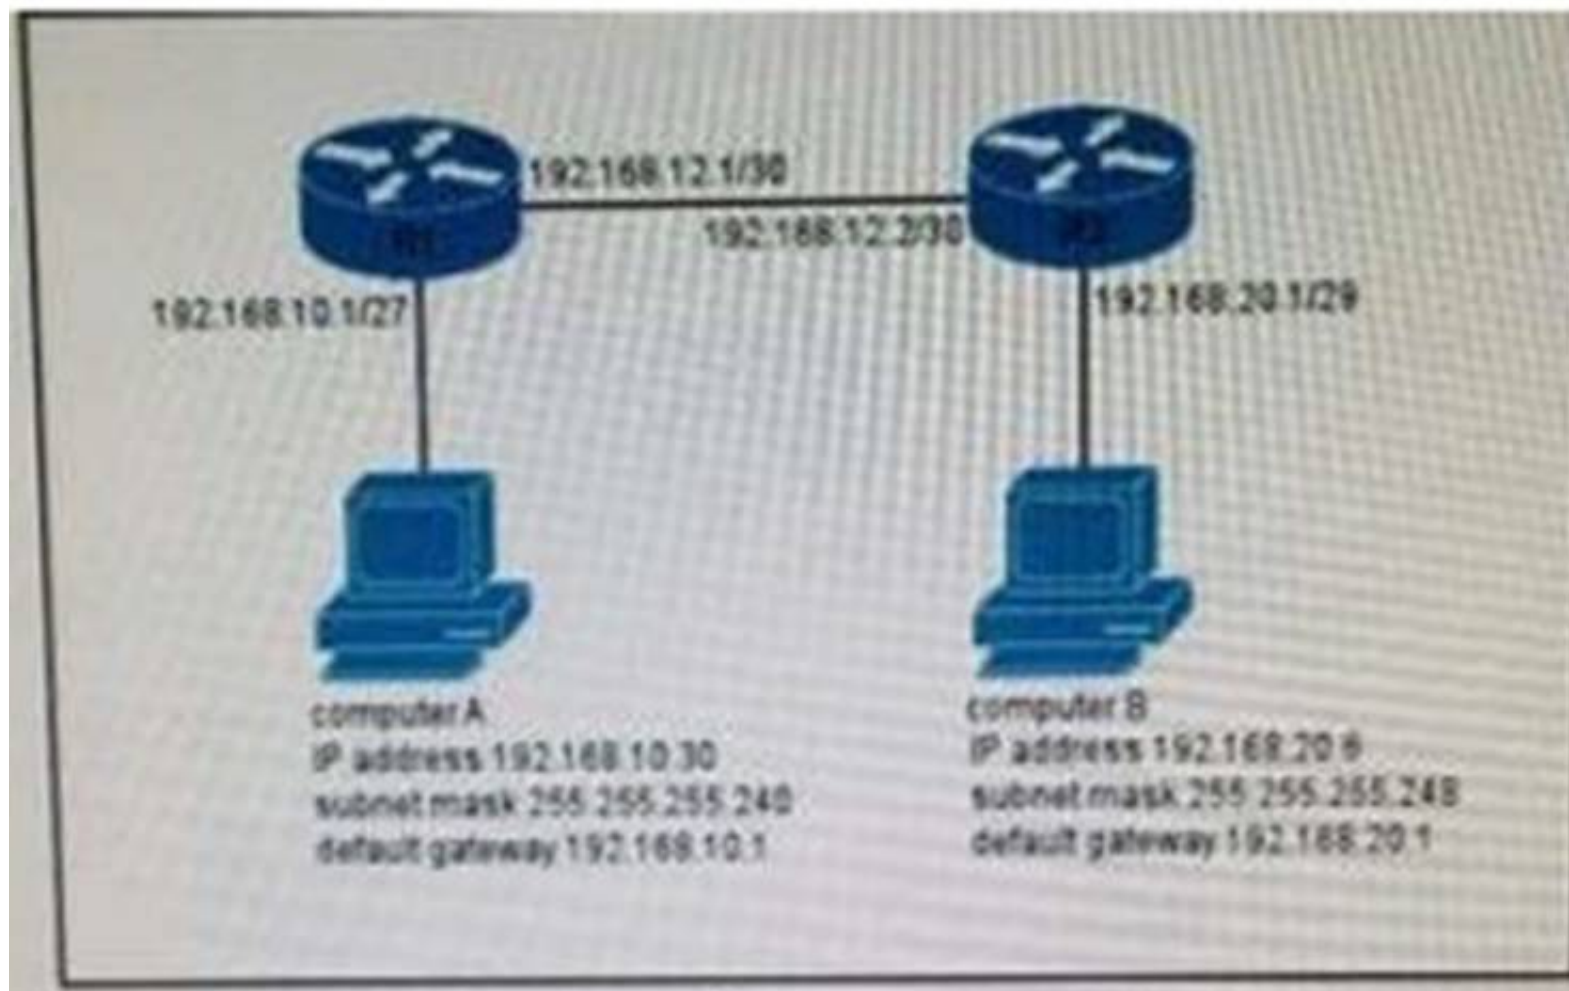 192.168.12.1/30
192.168.12.2/30
192.168.10.1/27
192.168.20.1/29
computer A
IP address 192.168.10.30
subnet mask 255.255.255.240
default gateway 192.168.10.1
computer B
IP address 192.168.20.6
subnet mask 255.255.255.248
default gateway 192.168.20.1